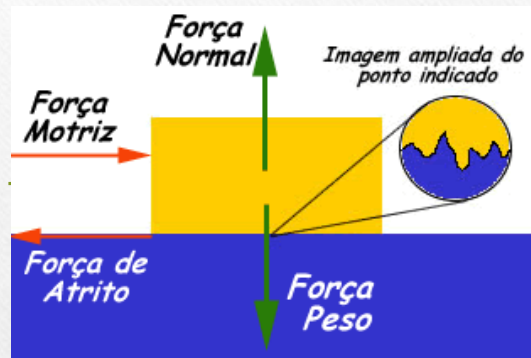 Força
Normal
Imagem ampliada do
ponto indicado
Força
Motriz
Força de
Atrito
Força
Peso